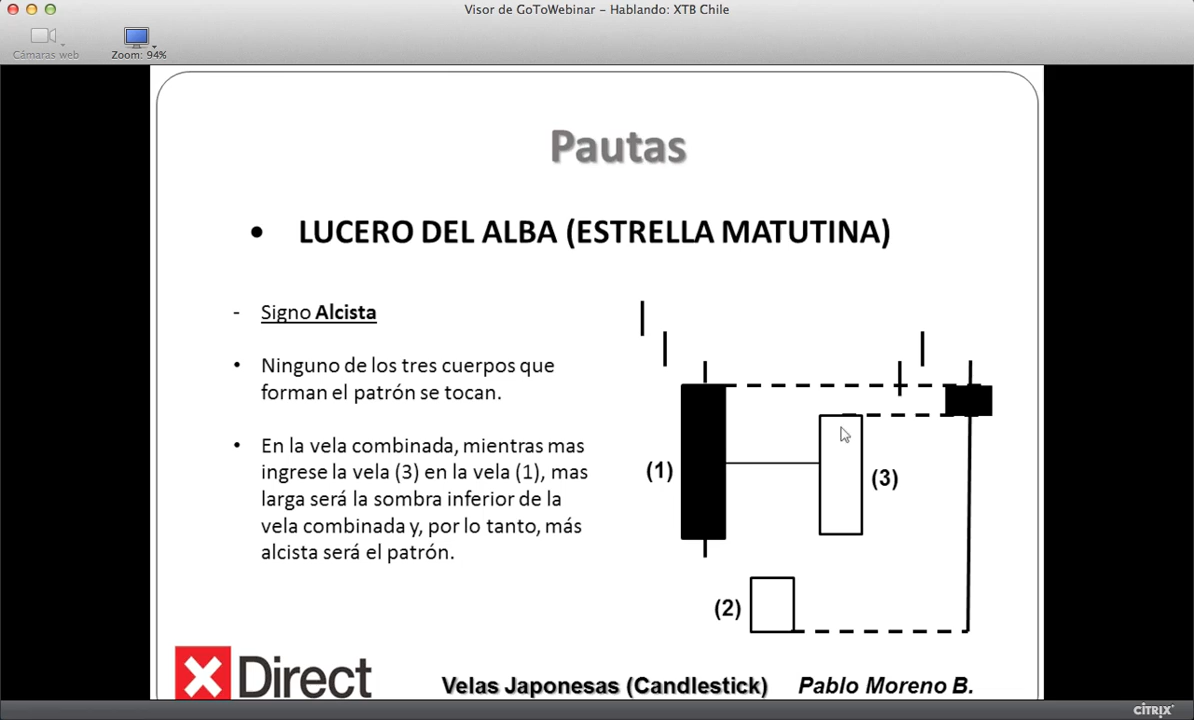 Visor de GoToWebinar – Hablando: XTB Chile
Cámaras web
Zoom: 94%
Pautas
• LUCERO DEL ALBA (ESTRELLA MATUTINA)
- Signo Alcista
• Ninguno de los tres cuerpos que
forman el patrón se tocan.
• En la vela combinada, mientras mas
ingrese la vela (3) en la vela (1), mas
larga será la sombra inferior de la
vela combinada y, por lo tanto, más
alcista será el patrón.
(1)
(3)
(2)
X Direct
Velas Japonesas (Candlestick) Pablo Moreno B.
CITRIX